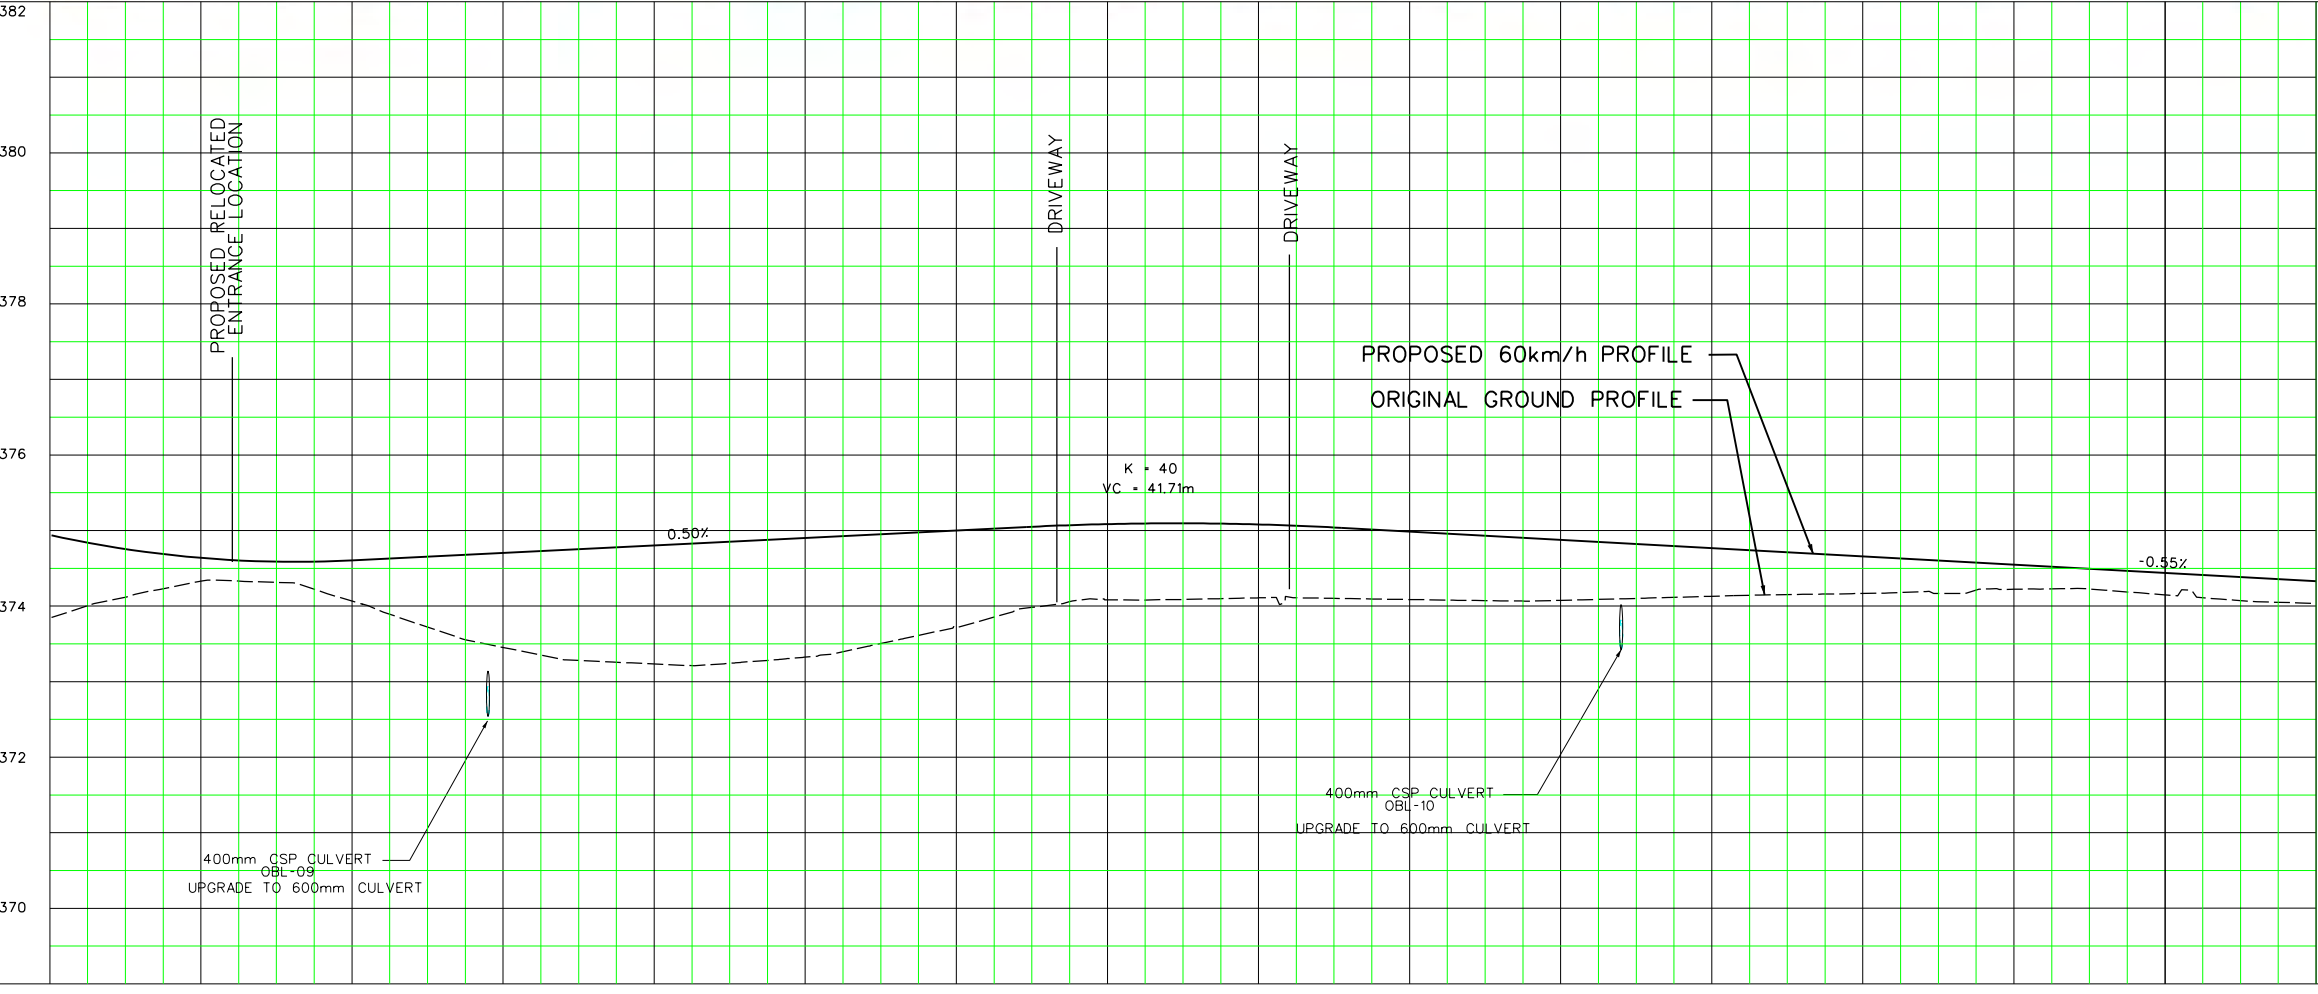 382
380
378
376
374
372
370
PROPOSED RELOCATED
ENTRANCE LOCATION
DRIVEWAY
DRIVEWAY
PROPOSED 60km/h PROFILE
ORIGINAL GROUND PROFILE
K = 40
VC = 41.71m
0.50%
-0.55%
400mm CSP CULVERT
OBL-10
UPGRADE TO 600mm CULVERT
400mm CSP CULVERT
OBL-09
UPGRADE TO 600mm CULVERT